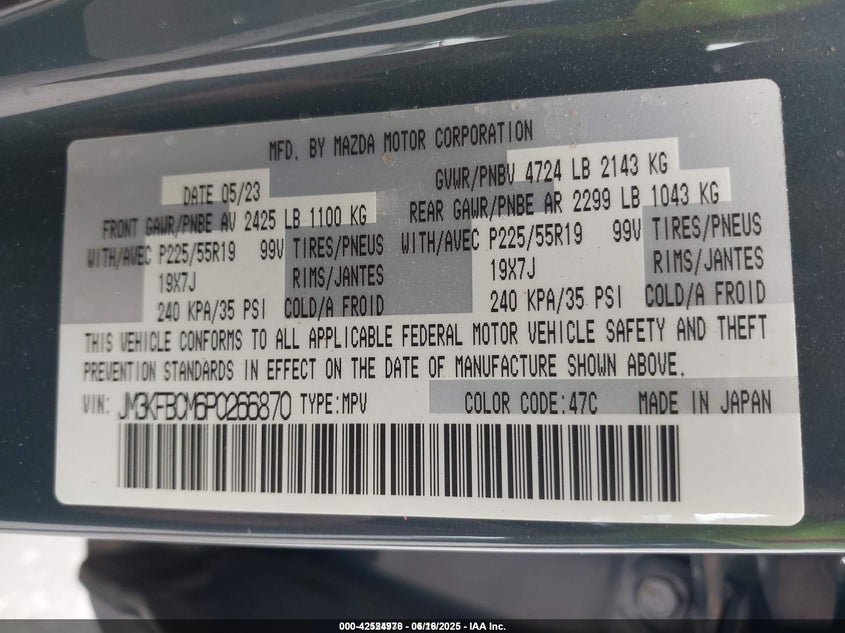 MFD. BY MAZDA MOTOR CORPORATION
DATE 05/23 GVWR/PNBV 4724 LB 2143 KG
FRONT GAWR/PNBE AV 2425 LB 1100 KG REAR GAWR/PNBE AR 2299 LB 1043 KG
WITH/AVEC P225/55R19 99V TIRES/PNEUS WITH/AVEC P225/55R19 99V TIRES/PNEUS
19X7J RIMS/JANTES 19X7J RIMS/JANTES
240 KPA/35 PSI COLD/A FROID 240 KPA/35 PSI COLD/A FROID
THIS VEHICLE CONFORMS TO ALL APPLICABLE FEDERAL MOTOR VEHICLE SAFETY AND THEFT
PREVENTION STANDARDS IN EFFECT ON THE DATE OF MANUFACTURE SHOWN ABOVE.
VIN: JM3KFBCM6P0266870 TYPE:MPV COLOR CODE:47C MADE IN JAPAN
- IAA Inc.